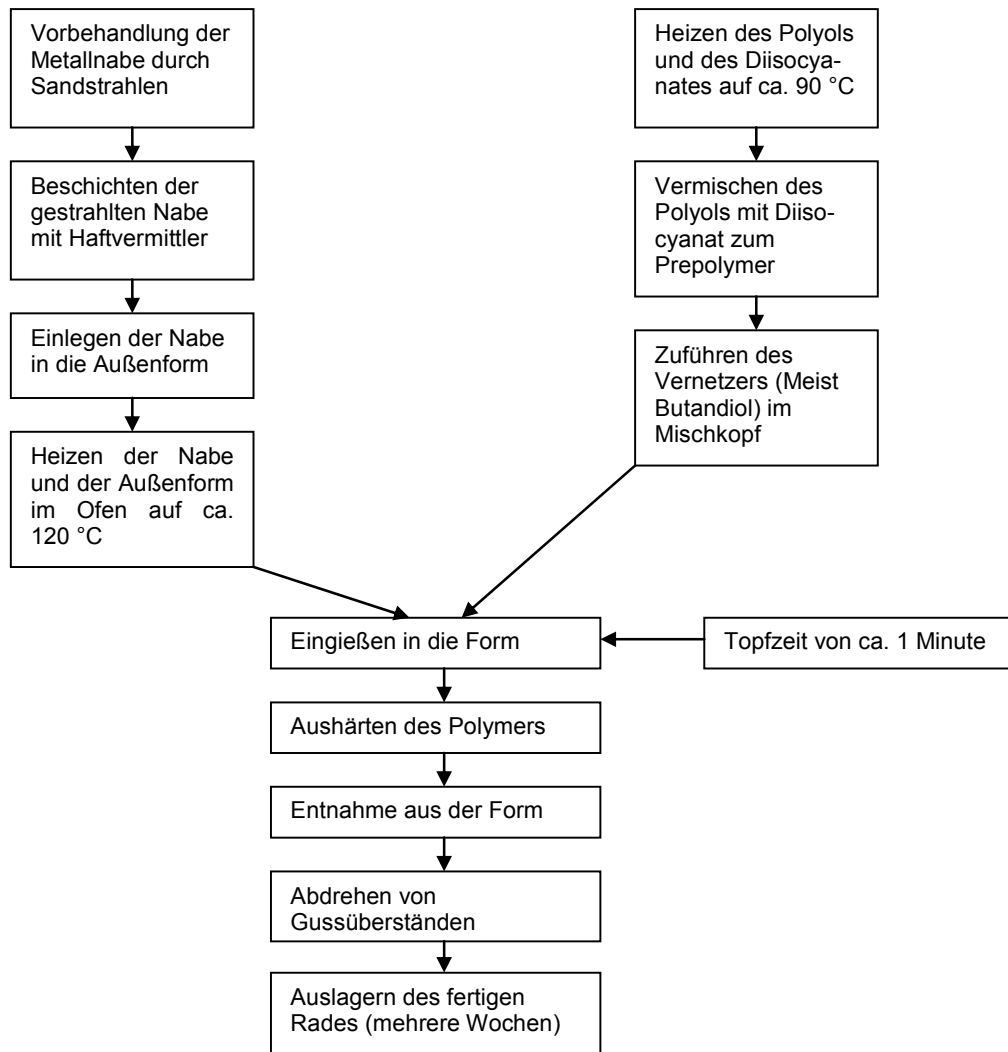 Vorbehandlung der
Metallnabe durch
Sandstrahlen
Beschichten der
gestrahlten Nabe
mit Haftvermittler
Einlegen der Nabe
in die Außenform
Heizen der Nabe
und der Außenform
im Ofen auf ca.
120 °C
Heizen des Polyols
und des Diisocya-
nates auf ca. 90 °C
Vermischen des
Polyols mit Diiso-
cyanat zum
Prepolymer
Zuführen des
Vernetzers (Meist
Butandiol) im
Mischkopf
Eingießen in die Form
Topfzeit von ca. 1 Minute
Aushärten des Polymers
Entnahme aus der Form
Abdrehen von
Gussüberständen
Auslagern des fertigen
Rades (mehrere Wochen)